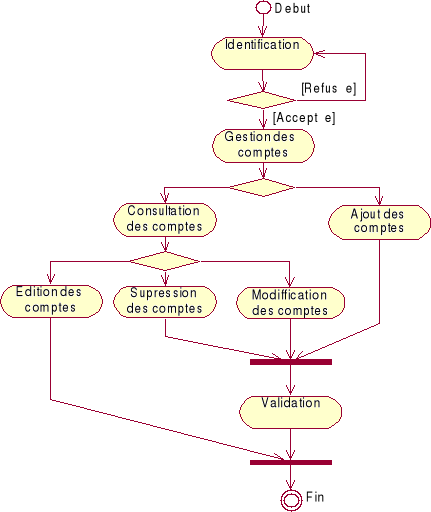 Debut
Identification
[Refus e]
[Accept e]
Gestion des
comptes
Consultation
des comptes
Ajout des
comptes
Edition des
comptes
Supression
des comptes
Modiffication
des comptes
Validation
Fin